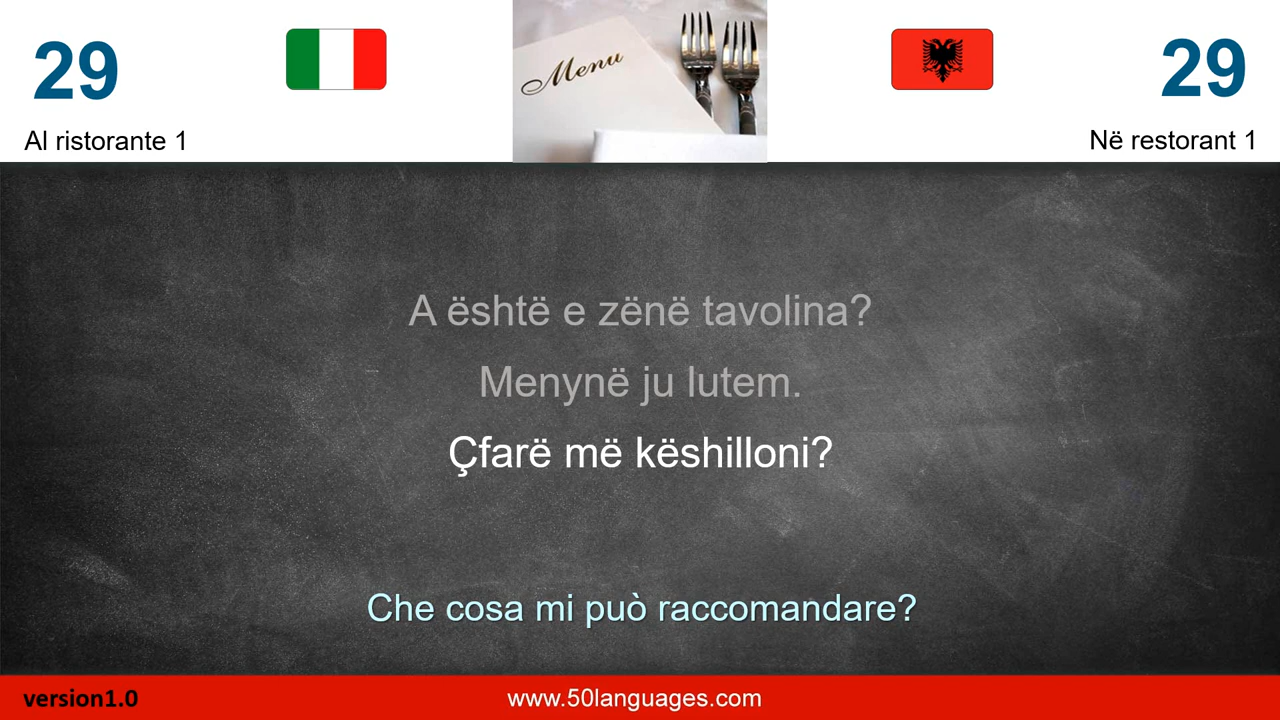 29
Al ristorante 1
Menu
29
Në restorant 1
A është e zënë tavolina?
Menynë ju lutem.
Çfarë më këshilloni?
Che cosa mi può raccomandare?
version1.0
www.50languages.com